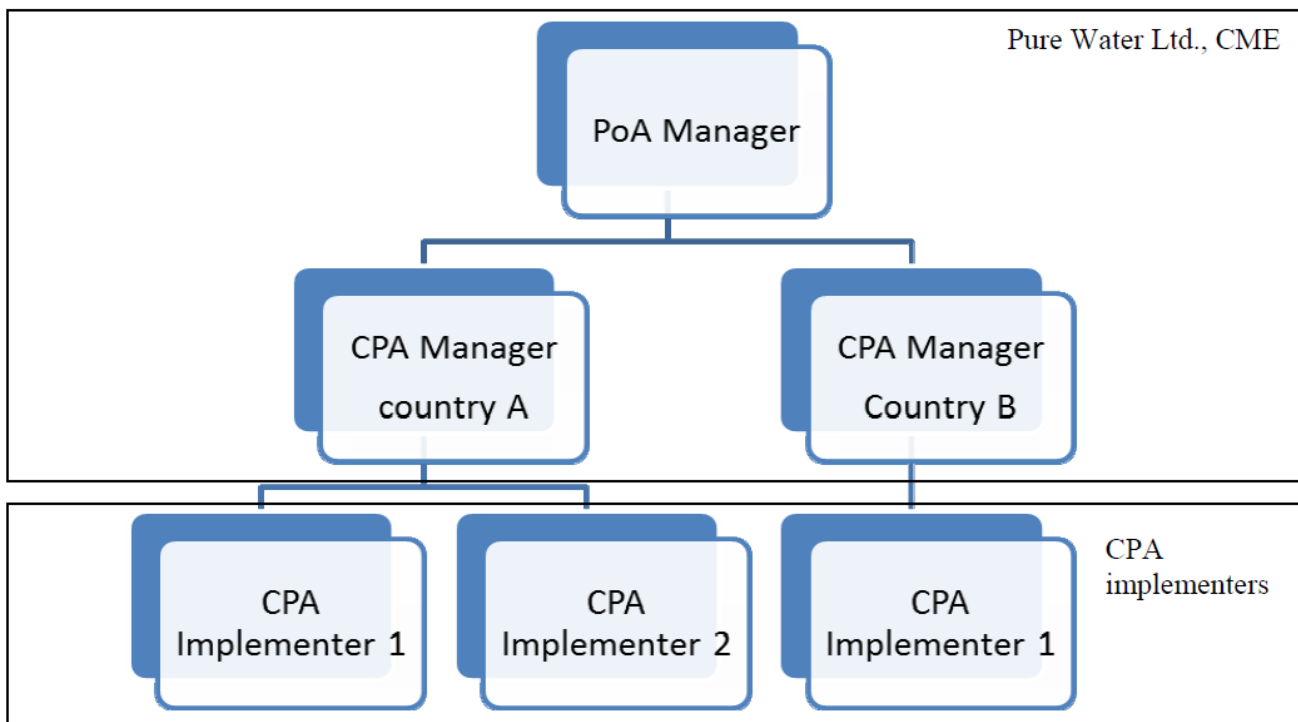 Pure Water Ltd., CME
PoA Manager
CPA Manager
country A
CPA Manager
Country B
CPA
Implementer 1
CPA
Implementer 2
CPA
Implementer 1
CPA
implementers